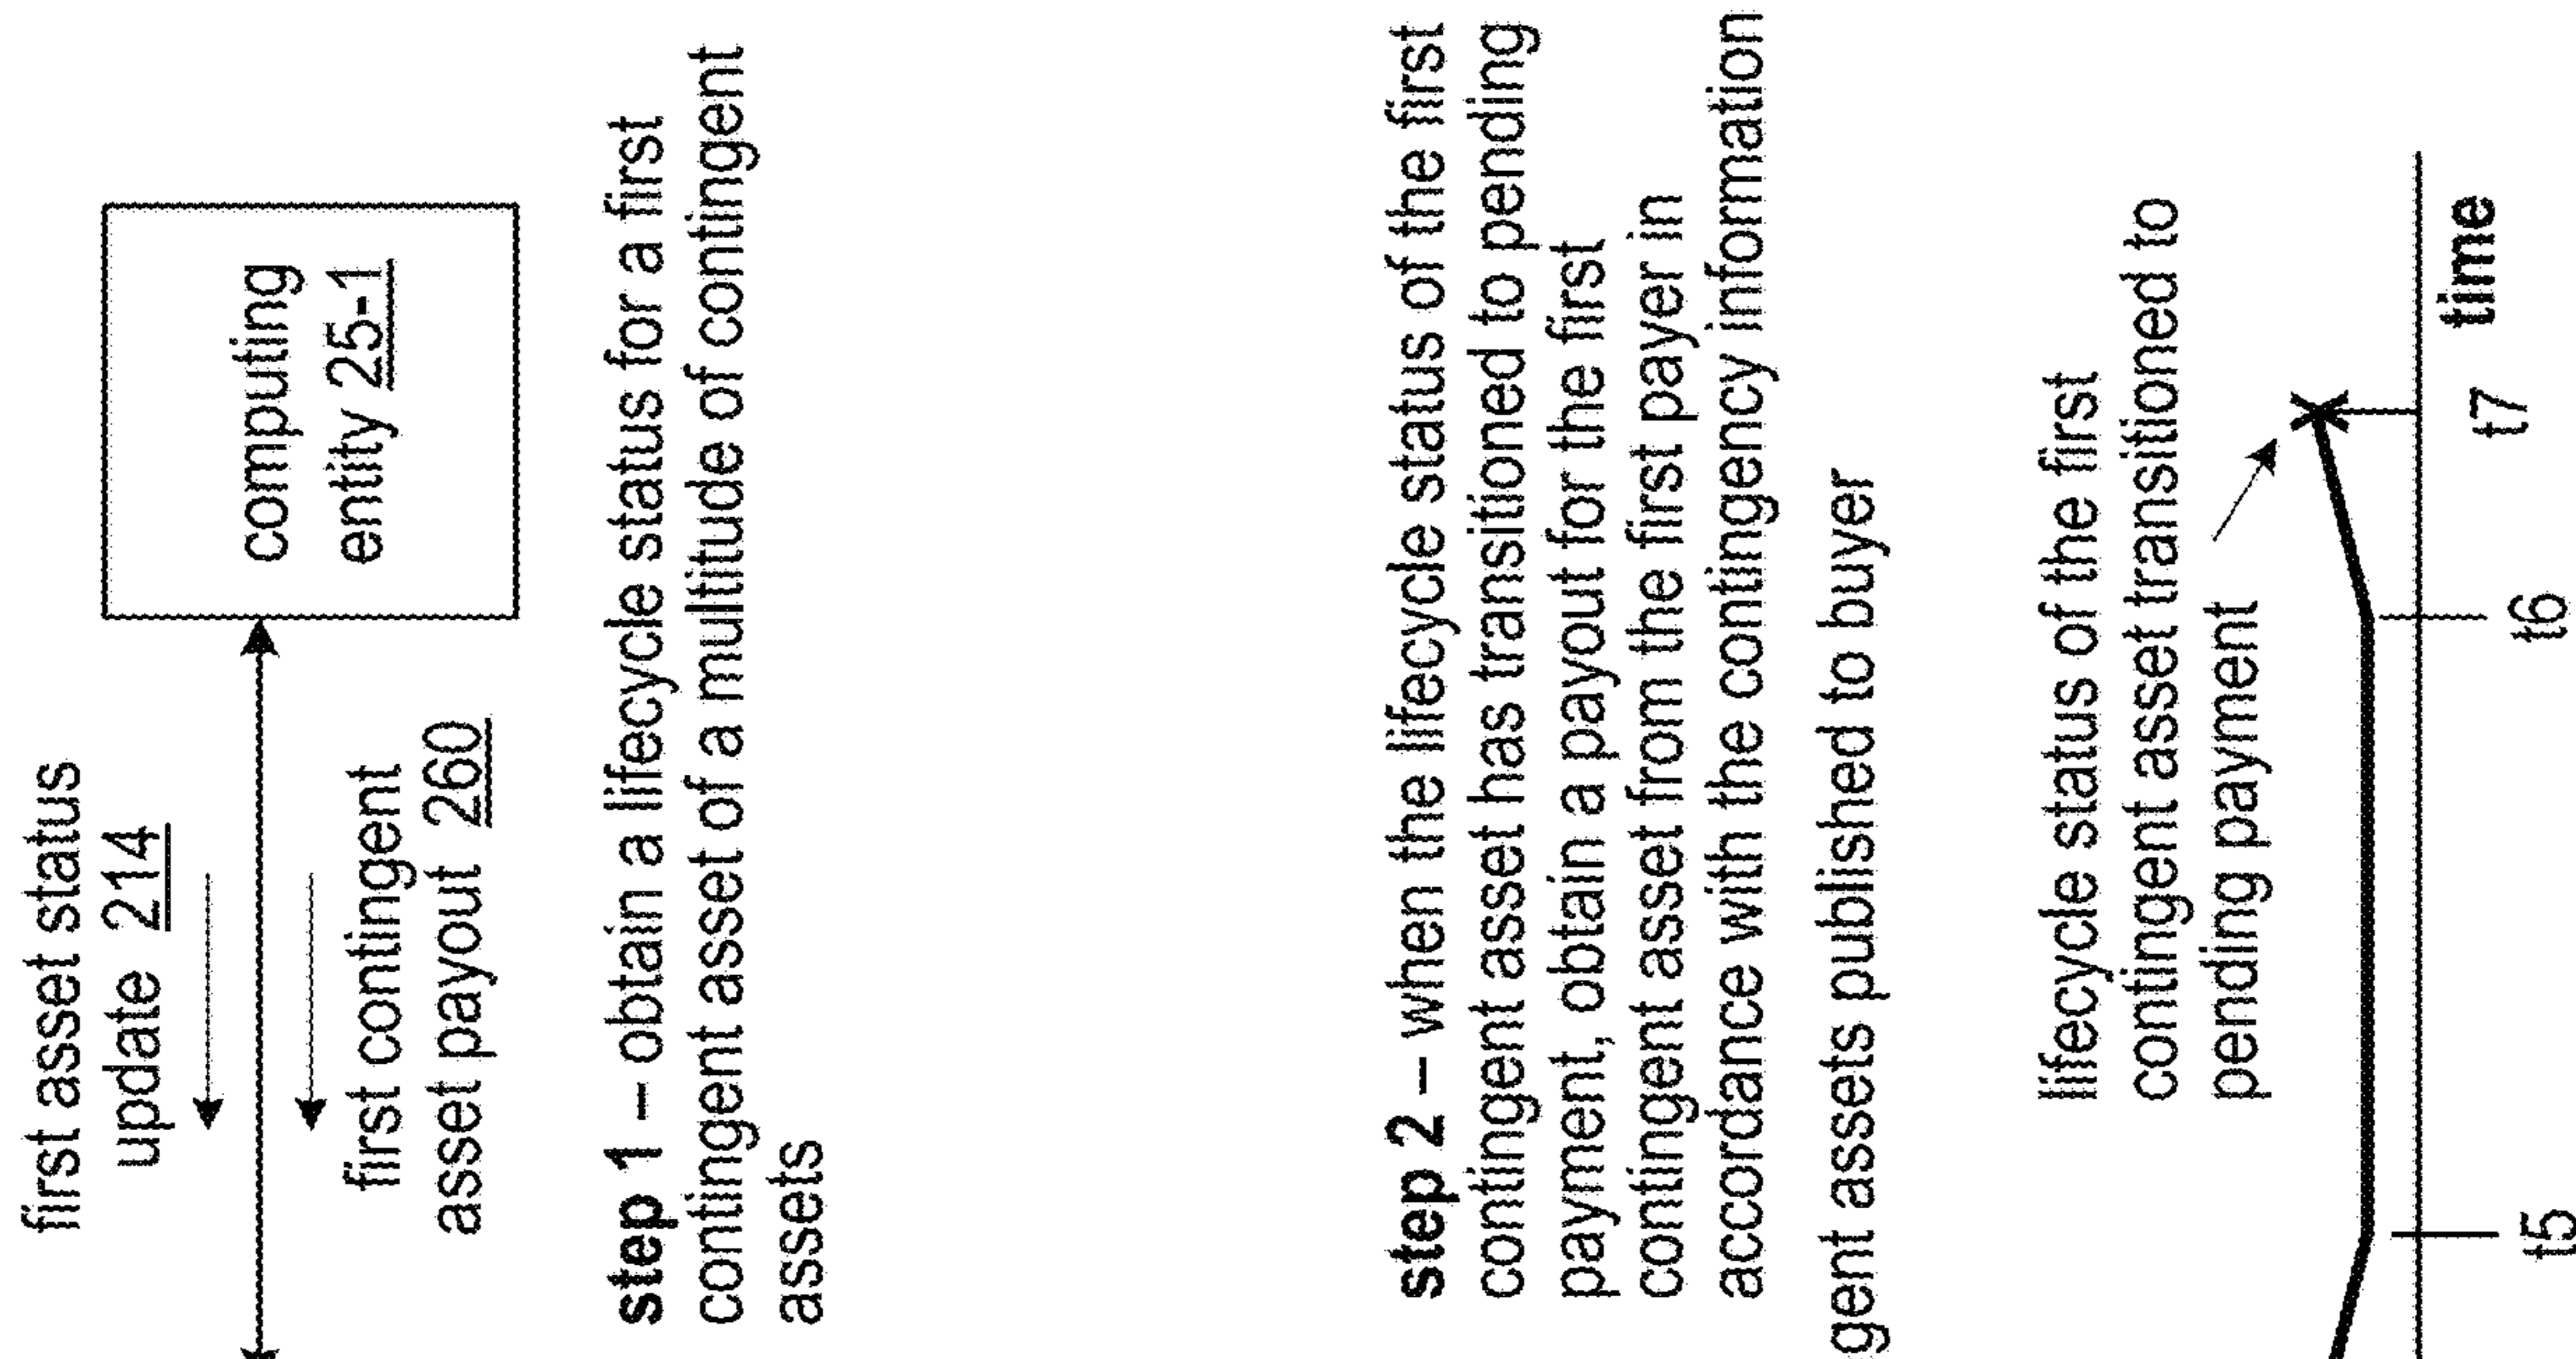 first asset status
update 214
first contingent
asset payout 260
computing
entity 25-1
step 1 – obtain a lifecycle status for a first
contingent asset of a multitude of contingent
assets
step 2 – when the lifecycle status of the first
contingent asset has transitioned to pending
payment, obtain a payout for the first
contingent asset from the first payer in
accordance with the contingency information
gent assets published to buyer
lifecycle status of the first
contingent asset transitioned to
pending payment
t5
t6
t7
time